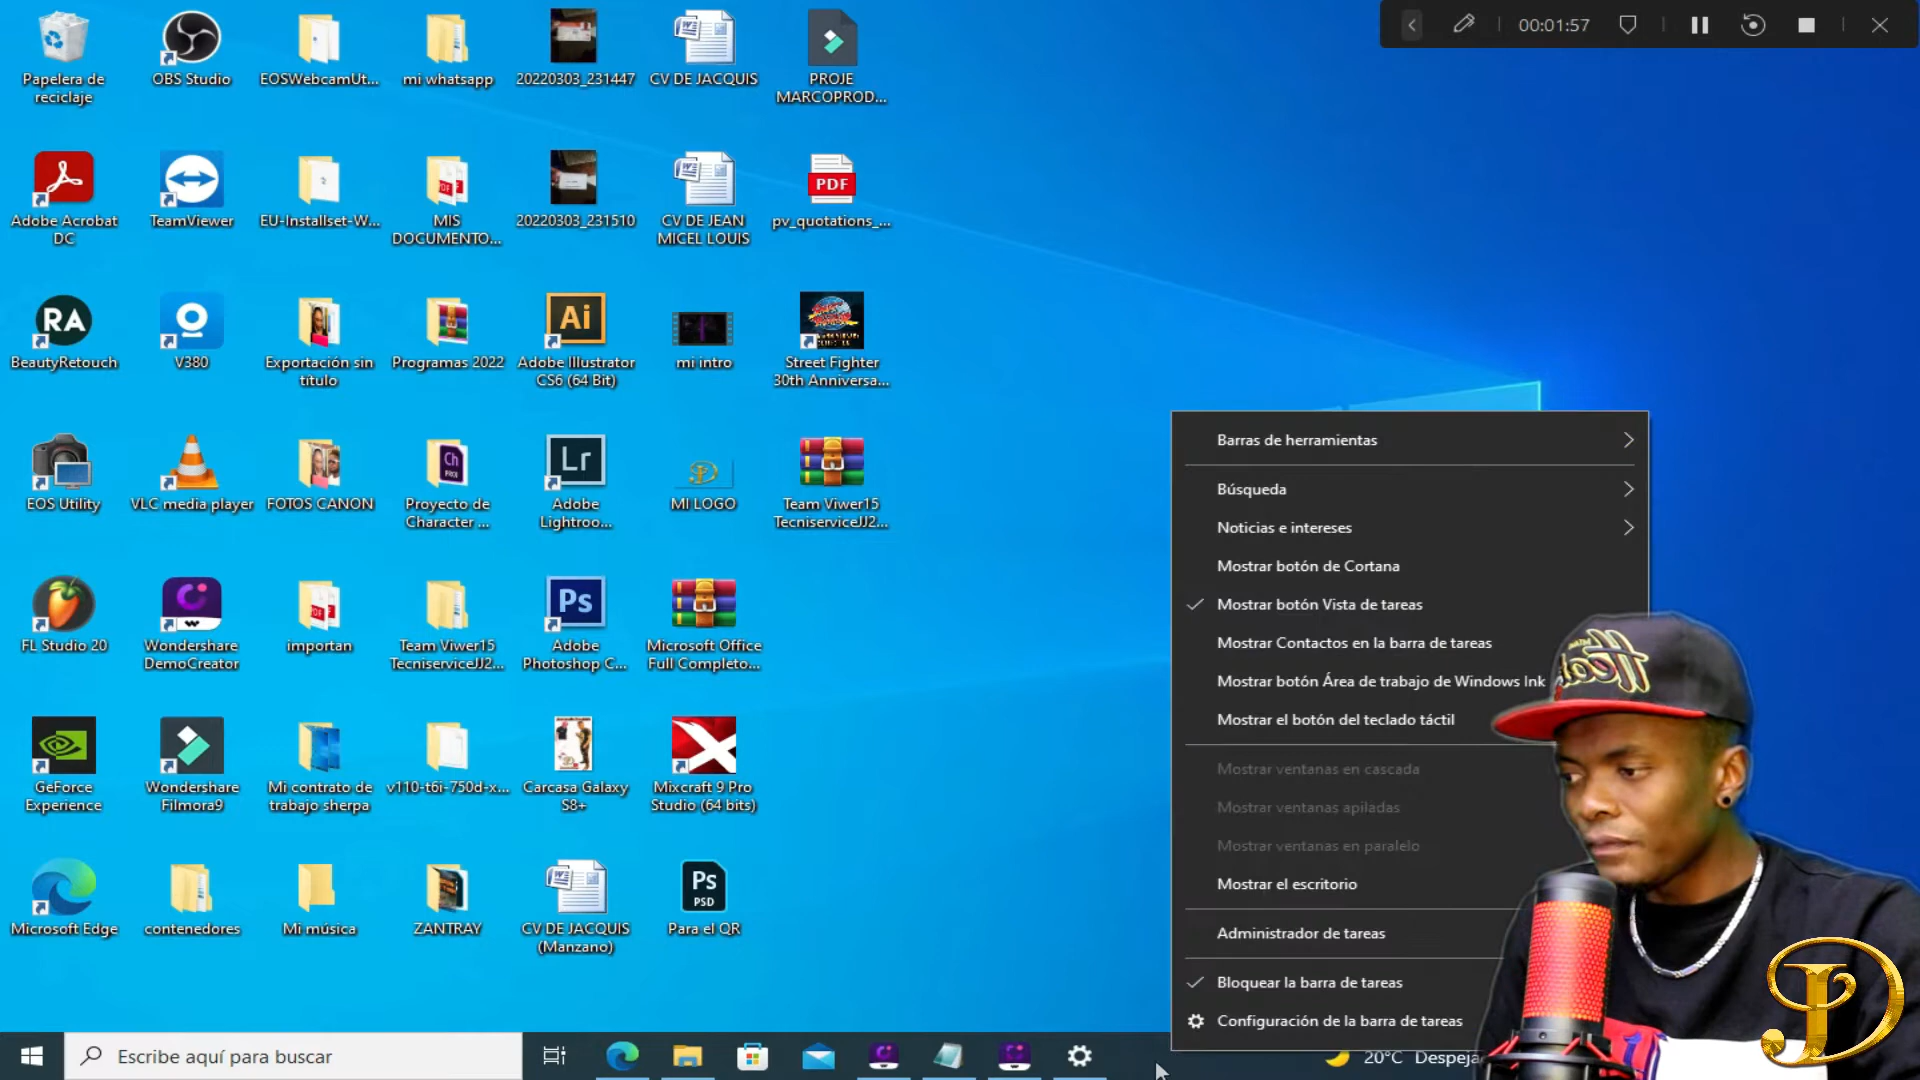 00:01:57
Papelera de
reciclaje
OBS Studio
EOSWebcamUt...
mi whatsapp
20220303_231447
CV DE JACQUIS
PROJE
MARCOPROD...
Adobe Acrobat
DC
TeamViewer
EU-Installset-W...
MIS
DOCUMENTO...
20220303_231510
CV DE JEAN
MICEL LOUIS
PDF
pv_quotations_...
RA
BeautyRetouch
V380
Exportación sin
título
Programas 2022
Ai
Adobe Illustrator
CS6 (64 Bit)
mi intro
Street Fighter
30th Anniversa...
EOS Utility
VLC media player
FOTOS CANON
Ch
Proyecto de
Character ...
Lr
Adobe
Lightroo...
MI LOGO
Team Viwer15
TecniserviceJJ2...
FL Studio 20
Wondershare
DemoCreator
importan
Team Viwer15
TecniserviceJJ2...
Ps
Adobe
Photoshop C...
Microsoft Office
Full Completo...
GeForce
Experience
Wondershare
Filmora9
Mi contrato de
trabajo sherpa
v110-t6i-750d-x...
Carcasa Galaxy
S8+
Mixcraft 9 Pro
Studio (64 bits)
Microsoft Edge
contenedores
Mi música
ZANTRAY
CV DE JACQUIS
(Manzano)
Ps
PSD
Para el QR
Barras de herramientas
Búsqueda
Noticias e intereses
Mostrar botón de Cortana
Mostrar botón Vista de tareas
Mostrar Contactos en la barra de tareas
Mostrar botón Área de trabajo de Windows Ink
Mostrar el botón del teclado táctil
Mostrar ventanas en cascada
Mostrar ventanas apiladas
Mostrar ventanas en paralelo
Mostrar el escritorio
Administrador de tareas
Bloquear la barra de tareas
Configuración de la barra de tareas
Escribe aquí para buscar
20°C Despeja